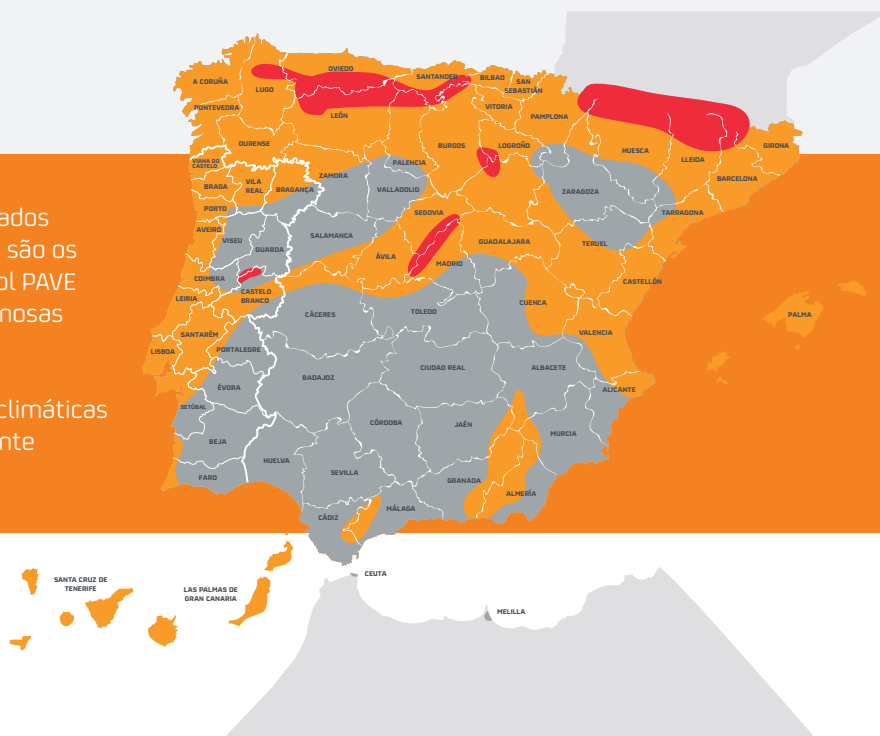 ados
são os
ol PAVE
nosas
climáticas
nte
A CORUÑA
LUGO
OVIEDO
SANTANDER
BILBAO
SAN
SEBASTIÁN
PONTEVEDRA
LEÓN
VITORIA
PAMPLONA
OURENSE
BURGOS
LOGROÑO
HUESCA
LLEIDA
GIRONA
VIANA DO
CASTELO
BRAGA
VILA
REAL
BRAGANÇA
ZAMORA
PALENCIA
VALLADOLID
ZARAGOZA
BARCELONA
PORTO
SEGOVIA
TARRAGONA
AVEIRO
VISEU
GUARDA
SALAMANCA
ÁVILA
MADRID
GUADALAJARA
TERUEL
COIMBRA
CASTELO
BRANCO
CASTELLÓN
LEIRIA
CÁCERES
TOLEDO
CUENCA
PALMA
SANTARÉM
VALENCIA
LISBOA
PORTALEGRE
BADAJOZ
CIUDAD REAL
ALBACETE
ÉVORA
ALICANTE
SETÚBAL
CÓRDOBA
JAÉN
MURCIA
BEJA
HUELVA
SEVILLA
GRANADA
FARO
ALMERÍA
CÁDIZ
MÁLAGA
CEUTA
SANTA CRUZ DE
TENERIFE
LAS PALMAS DE
GRAN CANARIA
MELILLA